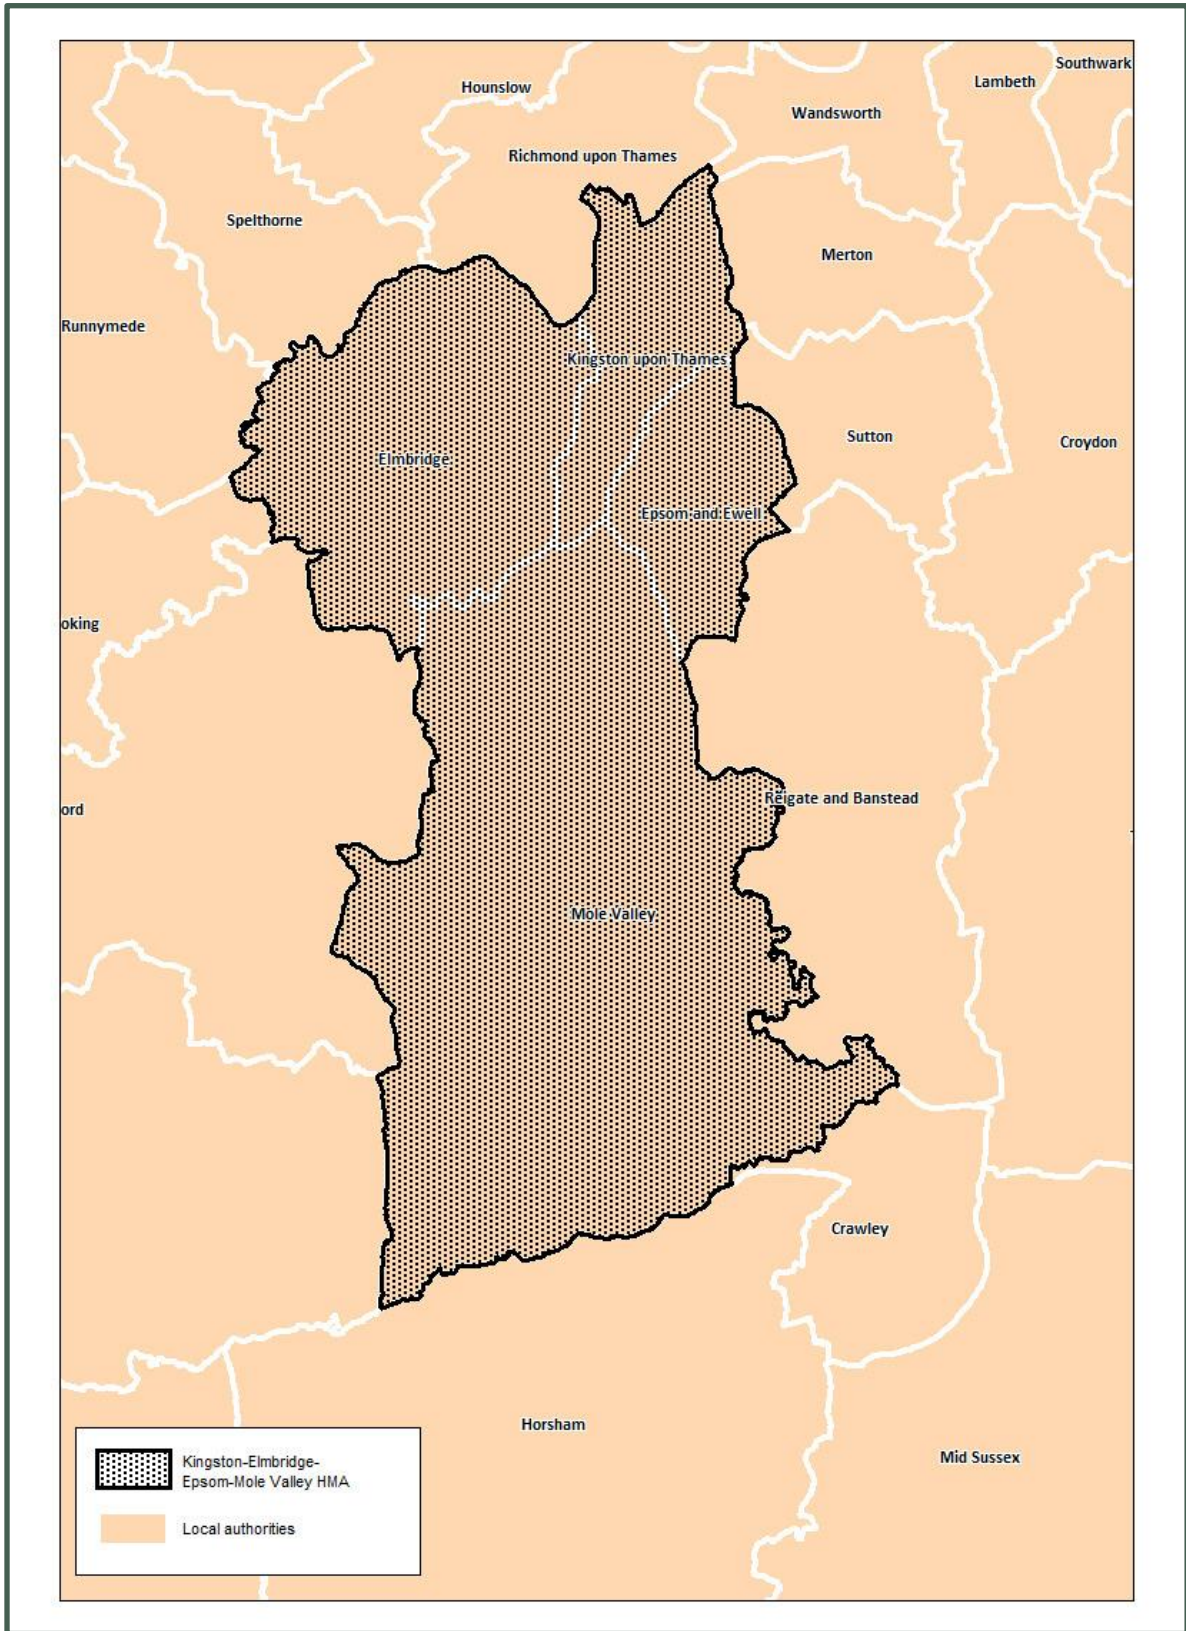 Southwark
Lambeth
Hounslow
Wandsworth
Richmond upon Thames
Spelthorne
Merton
Runnymede
Kingston upon Thames
Sutton
Croydon
Elmbridge
Epsom and Ewell
oking
Reigate and Banstead
ord
Mole Valley
Crawley
Horsham
Mid Sussex
Kingston-Elmbridge-
Epsom-Mole Valley HMA
Local authorities